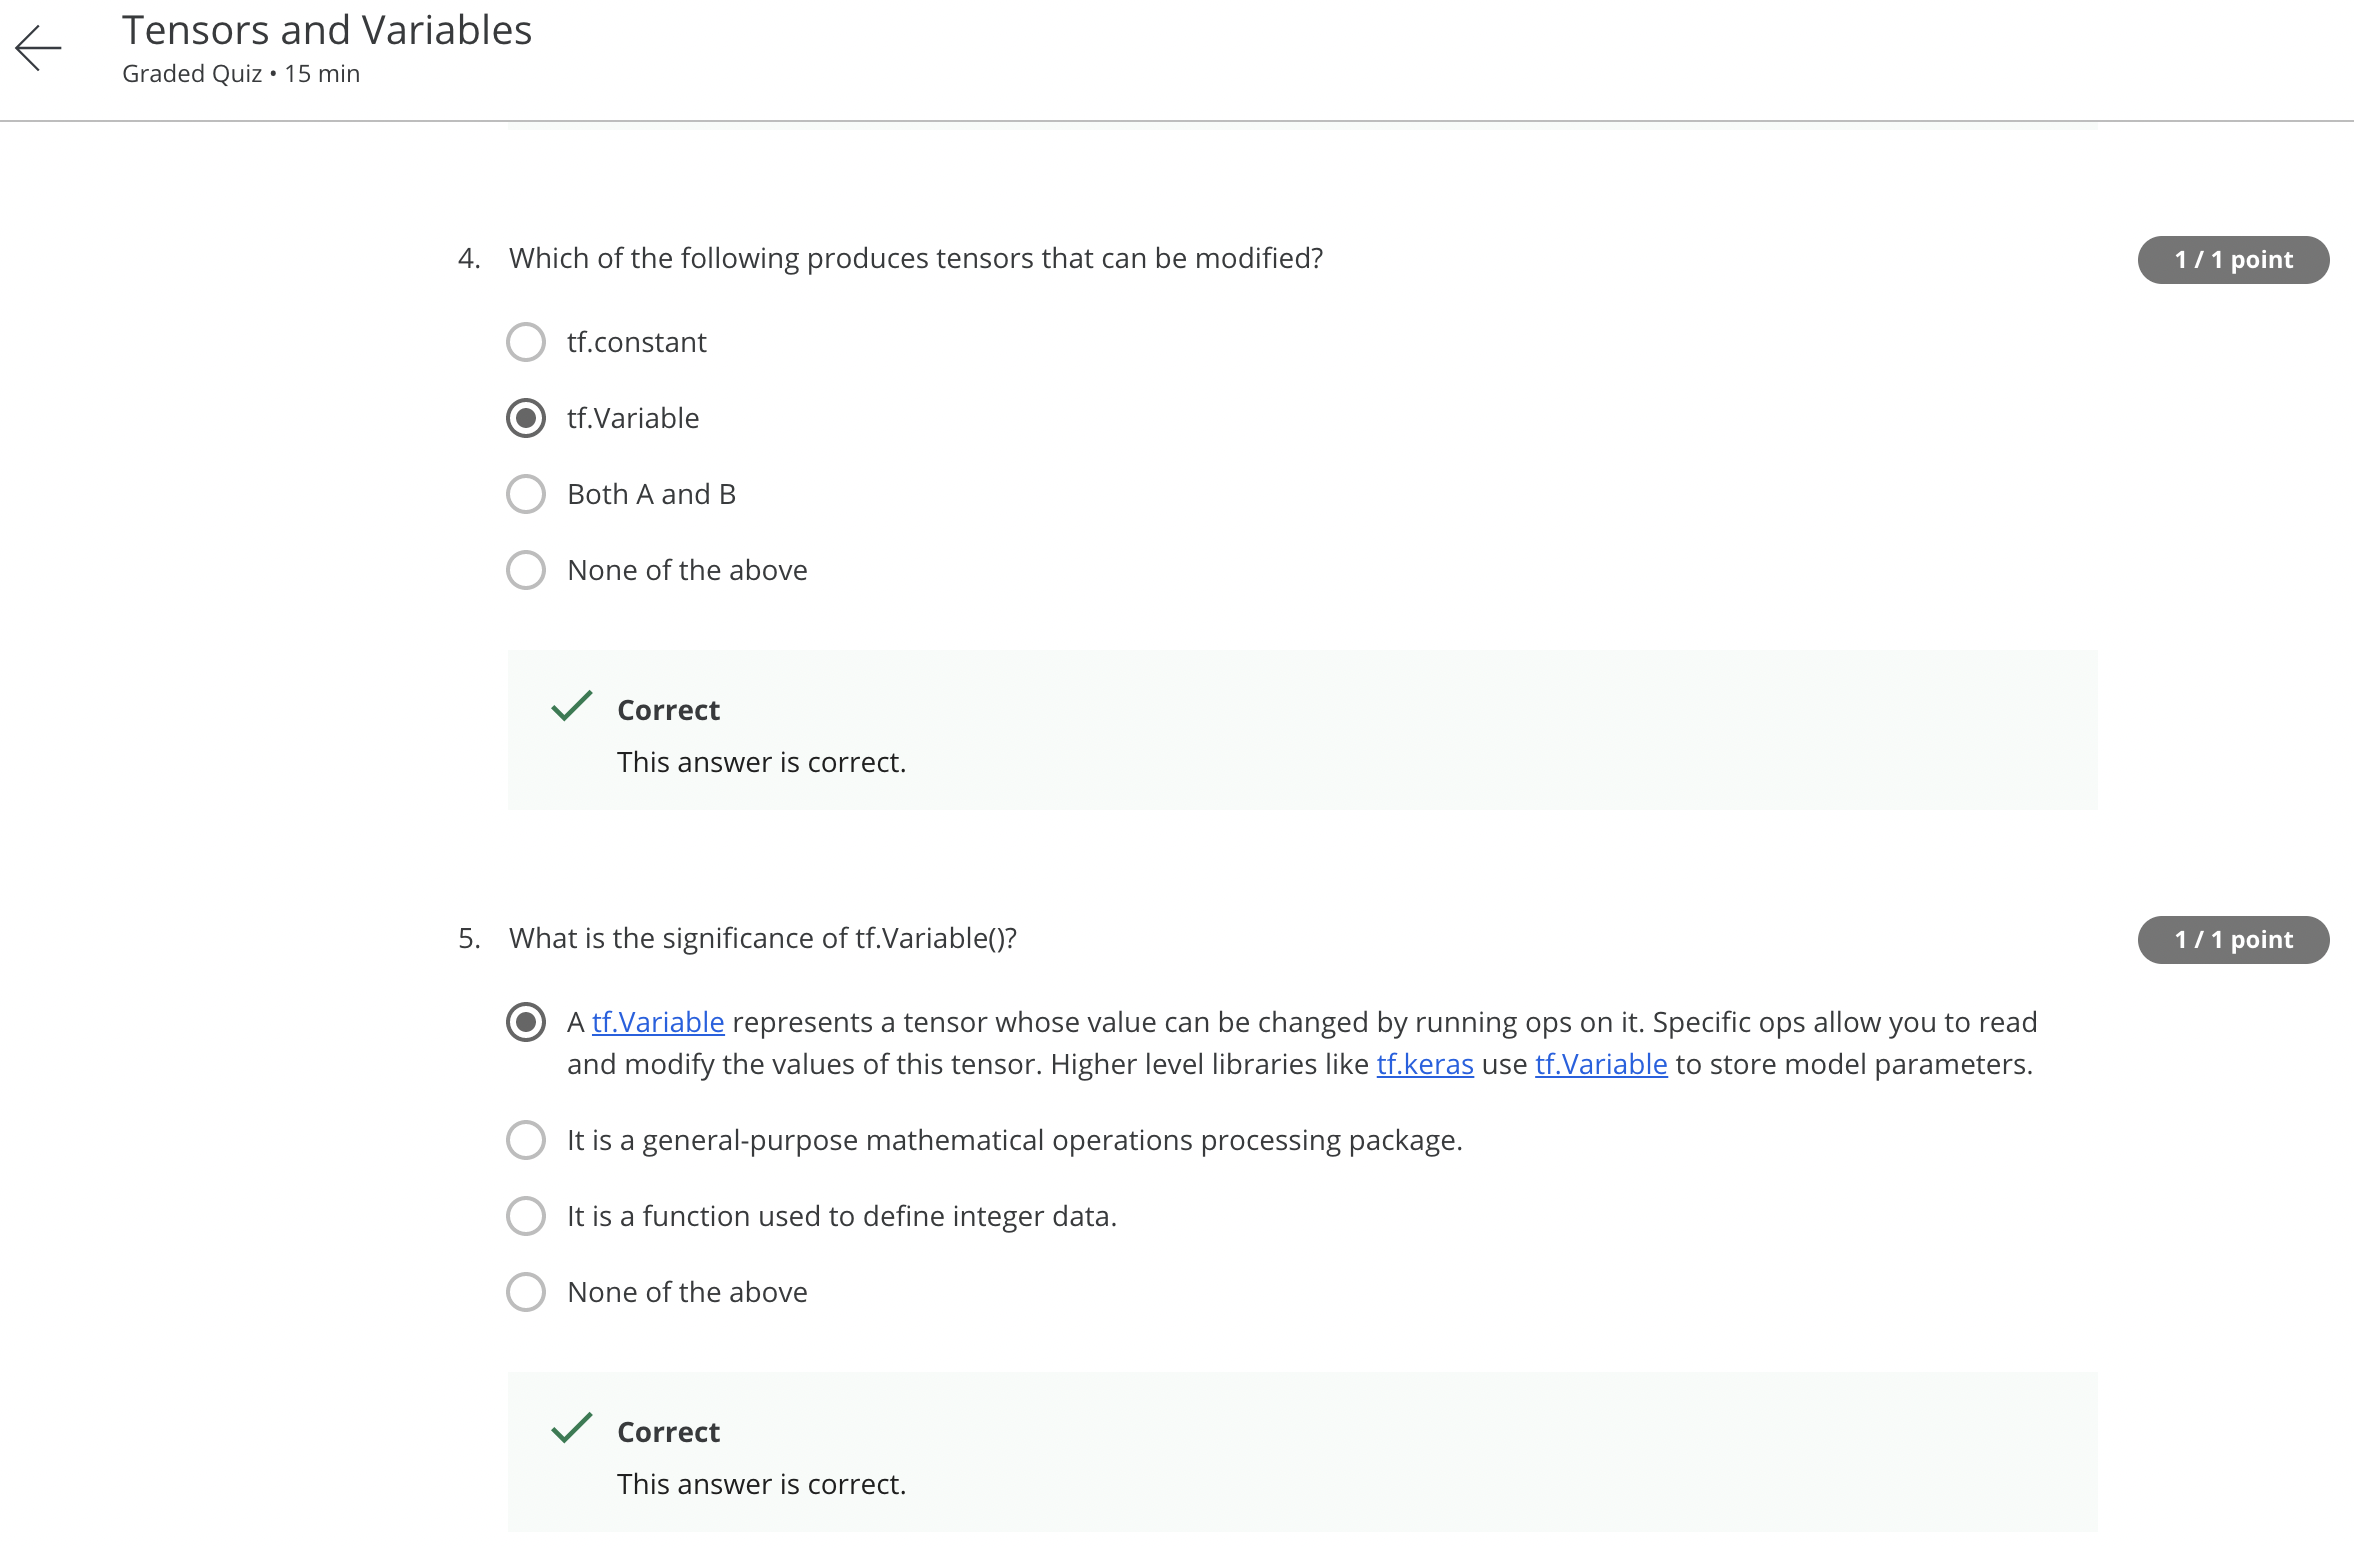 Tensors and Variables
Graded Quiz • 15 min
4. Which of the following produces tensors that can be modified?
1 / 1 point
tf.constant
tf.Variable
Both A and B
None of the above
Correct
This answer is correct.
5. What is the significance of tf.Variable()?
1 / 1 point
A tf.Variable represents a tensor whose value can be changed by running ops on it. Specific ops allow you to read
and modify the values of this tensor. Higher level libraries like tf.keras use tf.Variable to store model parameters.
It is a general-purpose mathematical operations processing package.
It is a function used to define integer data.
None of the above
Correct
This answer is correct.